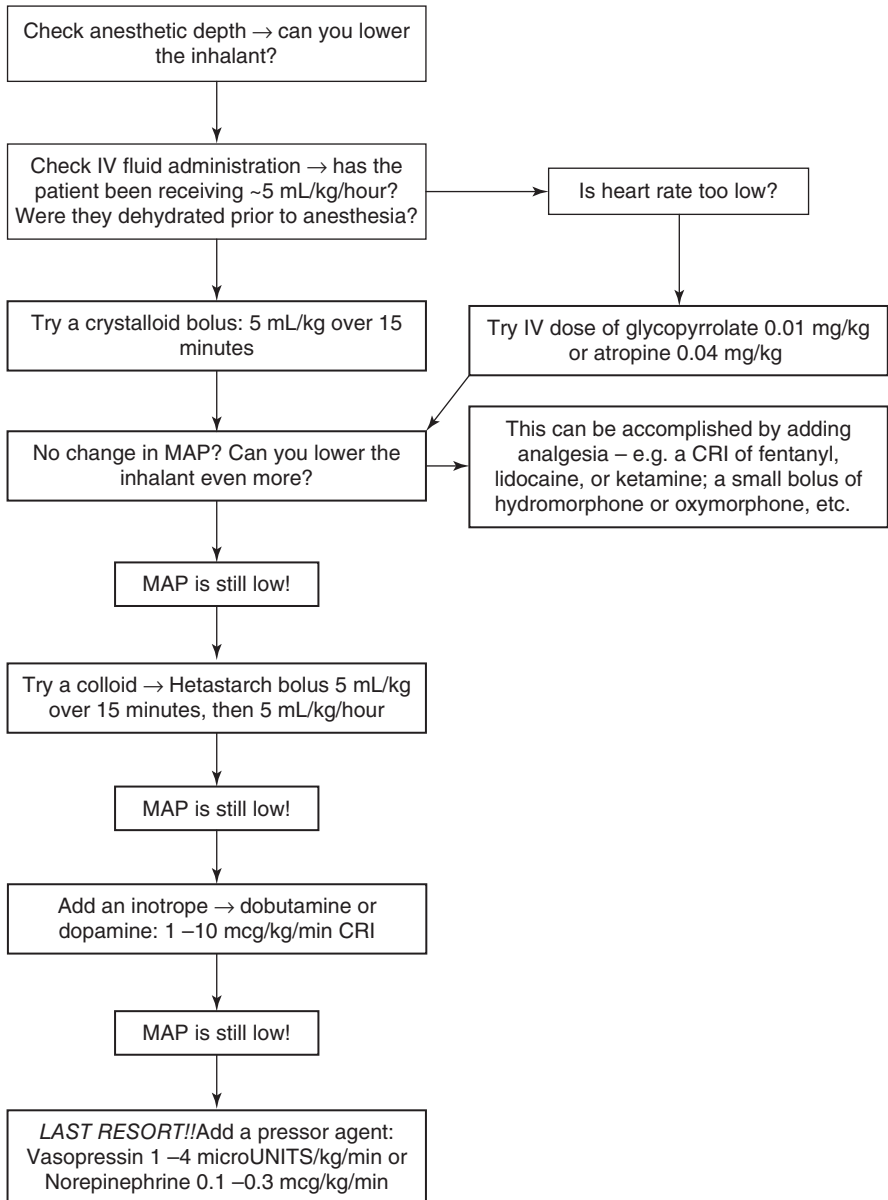 Check anesthetic depth → can you lower
the inhalant?
Check IV fluid administration → has the
patient been receiving ~5 mL/kg/hour?
Were they dehydrated prior to anesthesia?
Is heart rate too low?
Try a crystalloid bolus: 5 mL/kg over 15
minutes
Try IV dose of glycopyrrolate 0.01 mg/kg
or atropine 0.04 mg/kg
No change in MAP? Can you lower the
inhalant even more?
This can be accomplished by adding
analgesia – e.g. a CRI of fentanyl,
lidocaine, or ketamine; a small bolus of
hydromorphone or oxymorphone, etc.
MAP is still low!
Try a colloid → Hetastarch bolus 5 mL/kg
over 15 minutes, then 5 mL/kg/hour
MAP is still low!
Add an inotrope → dobutamine or
dopamine: 1 –10 mcg/kg/min CRI
MAP is still low!
LAST RESORT!!Add a pressor agent:
Vasopressin 1 –4 microUNITS/kg/min or
Norepinephrine 0.1 –0.3 mcg/kg/min